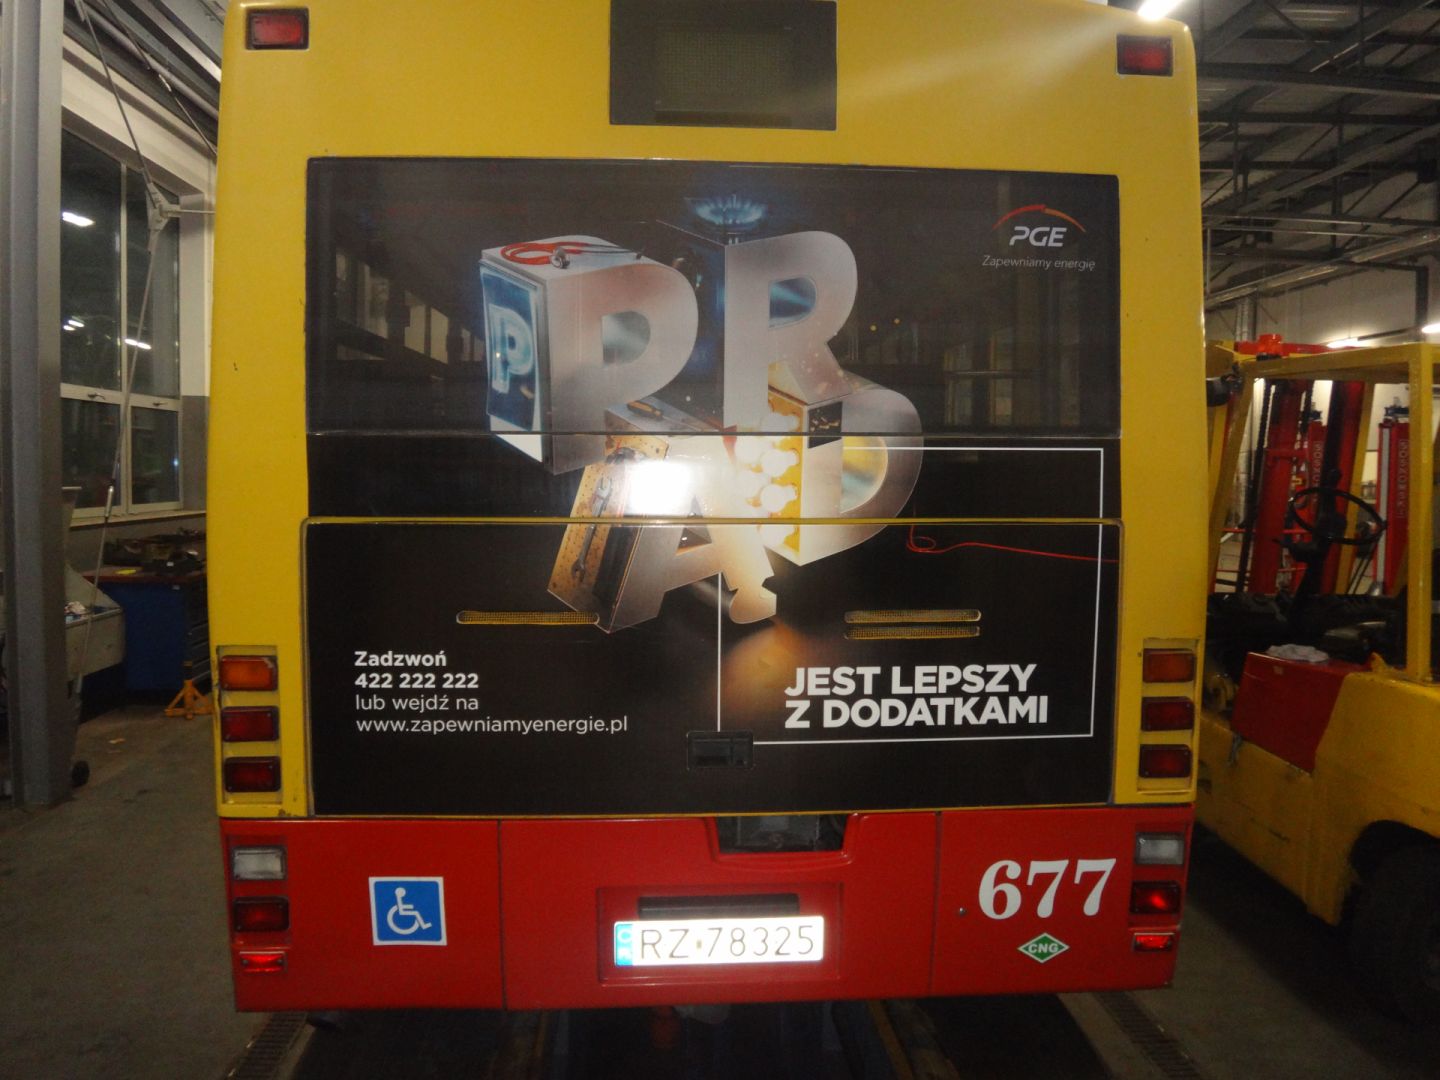 PGE
Zapewniamy energię
P
PRĄD
JEST LEPSZY
Z DODATKAMI
Zadzwoń
422 222 222
lub wejdź na
www.zapewniamyenergie.pl
677
CNG
RZ 78325